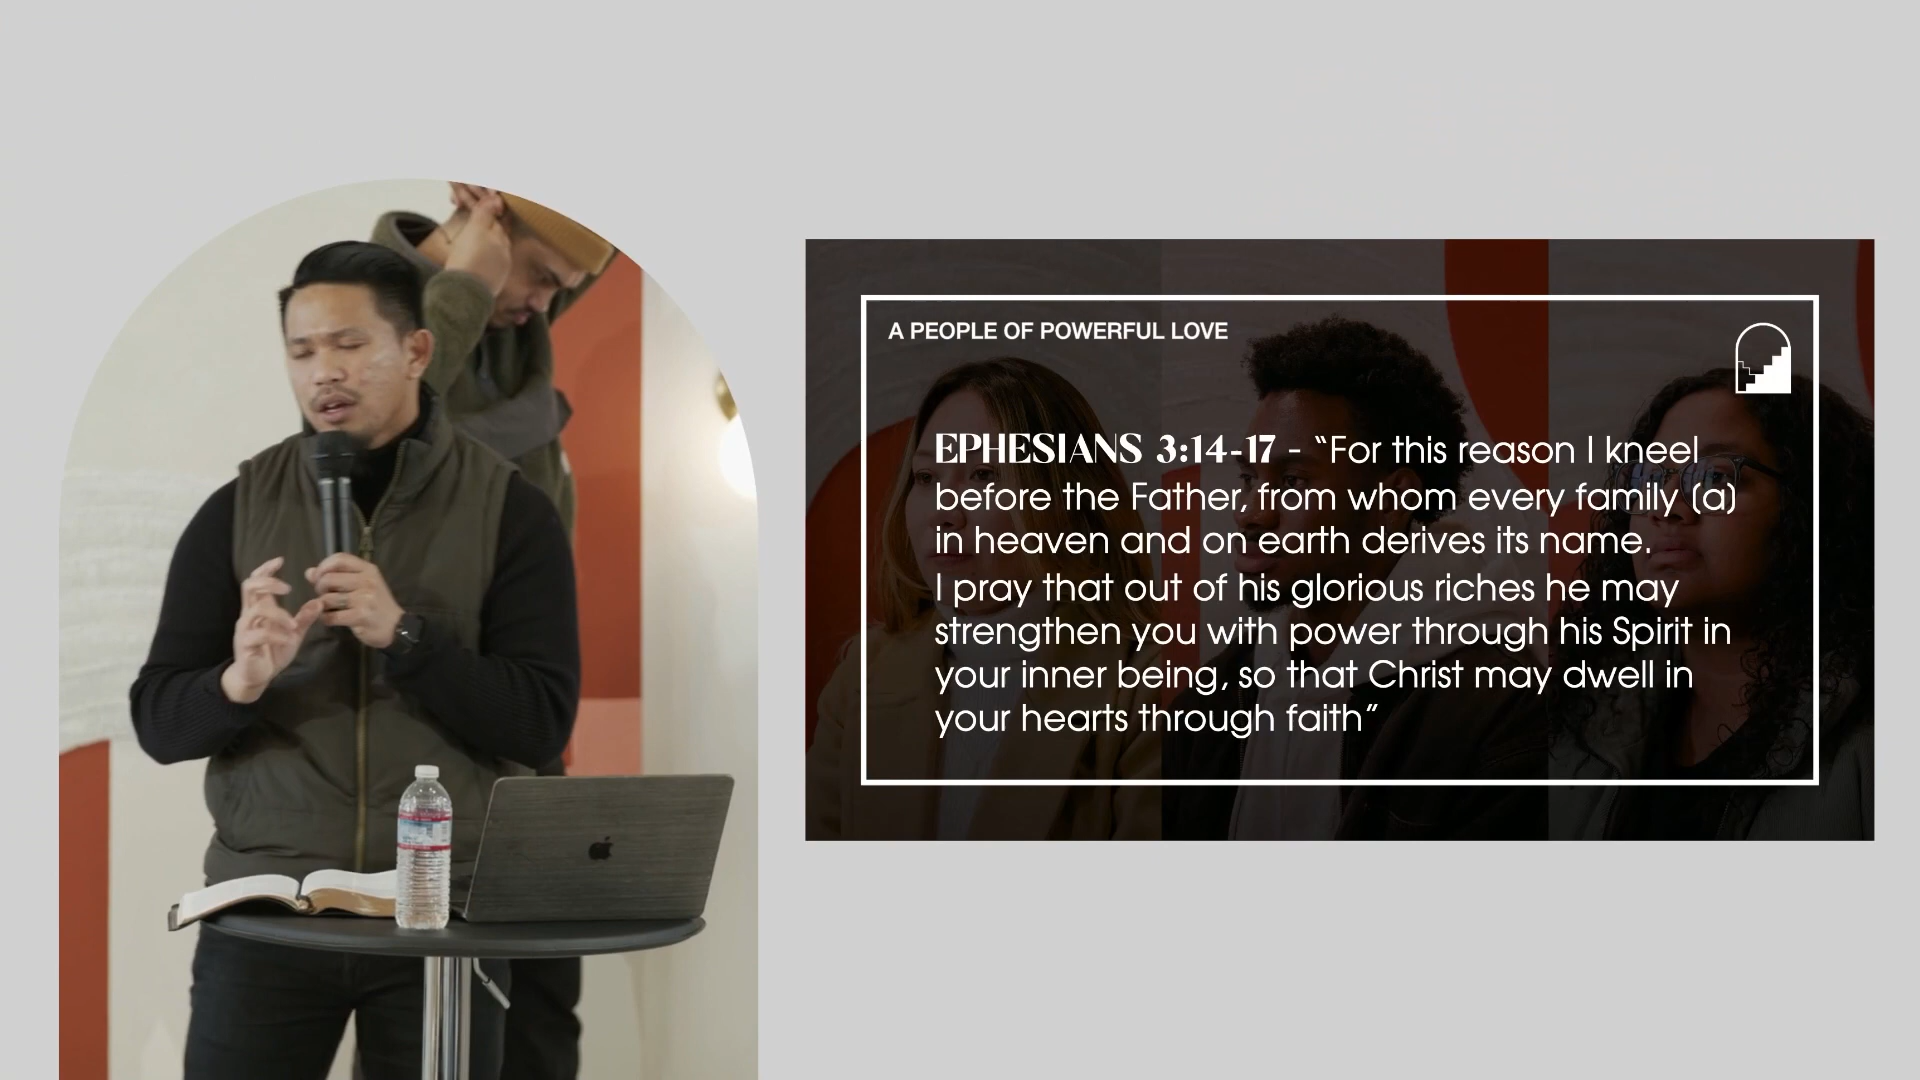 A PEOPLE OF POWERFUL LOVE
EPHESIANS 3:14-17 - “For this reason I kneel
before the Father, from whom every family (a)
in heaven and on earth derives its name.
I pray that out of his glorious riches he may
strengthen you with power through his Spirit in
your inner being, so that Christ may dwell in
your hearts through faith”